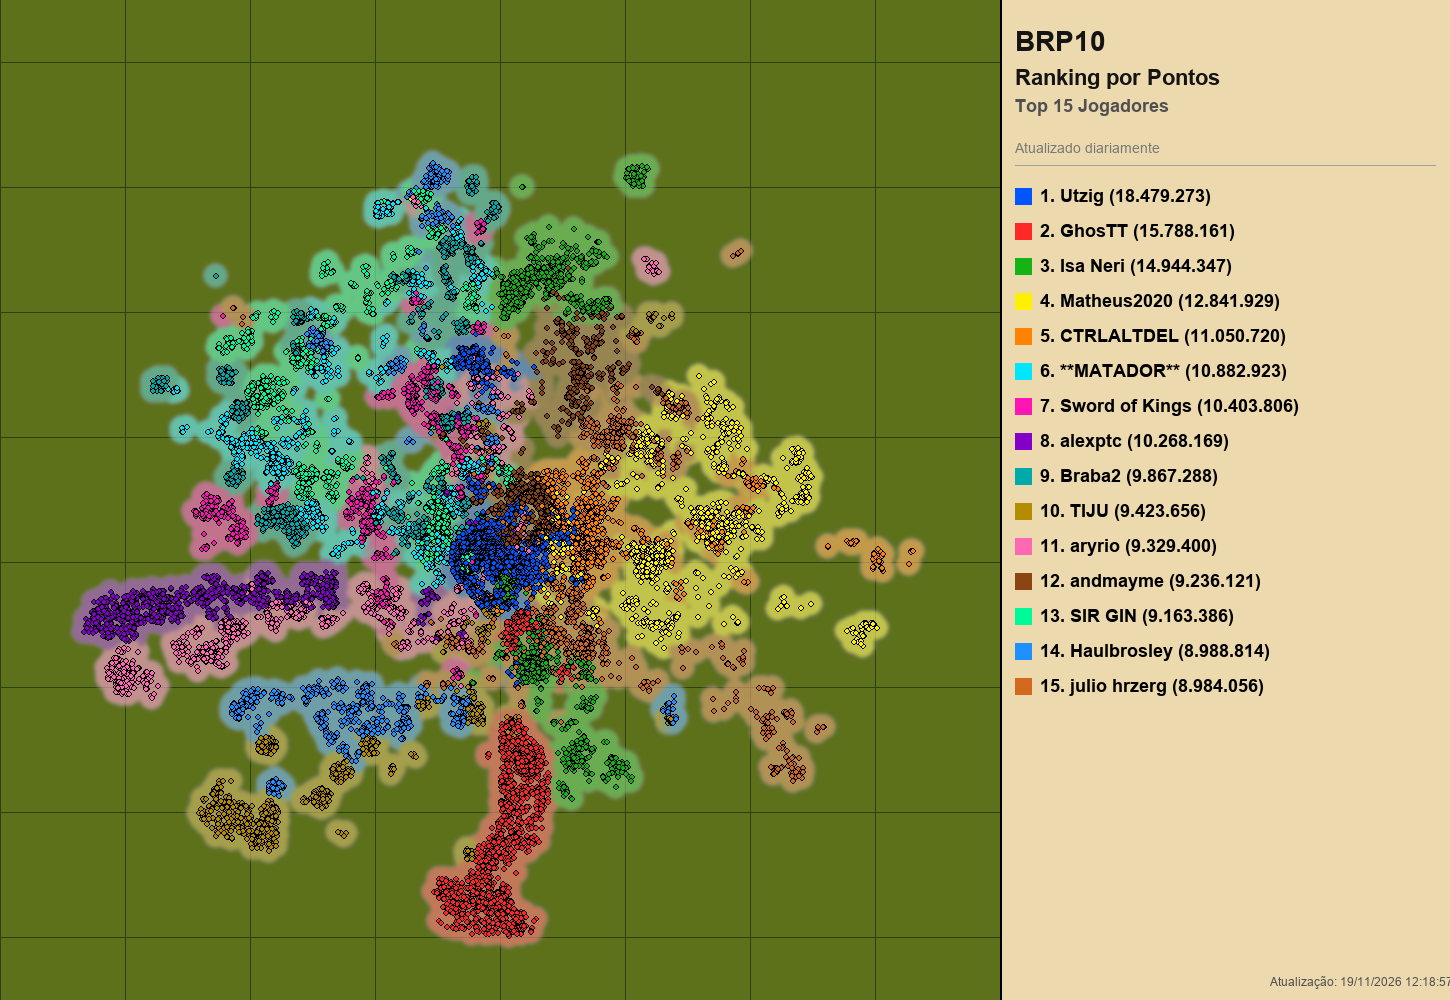 BRP10
Ranking por Pontos
Top 15 Jogadores
Atualizado diariamente
1. Utzig (18.479.273)
2. GhosTT (15.788.161)
3. Isa Neri (14.944.347)
4. Matheus2020 (12.841.929)
5. CTRLALTDEL (11.050.720)
6. **MATADOR** (10.882.923)
7. Sword of Kings (10.403.806)
8. alexptc (10.268.169)
9. Braba2 (9.867.288)
10. TIJU (9.423.656)
11. aryrio (9.329.400)
12. andmayme (9.236.121)
13. SIR GIN (9.163.386)
14. Haulbrosley (8.988.814)
15. julio hrzerg (8.984.056)
Atualização: 19/11/2026 12:18:57